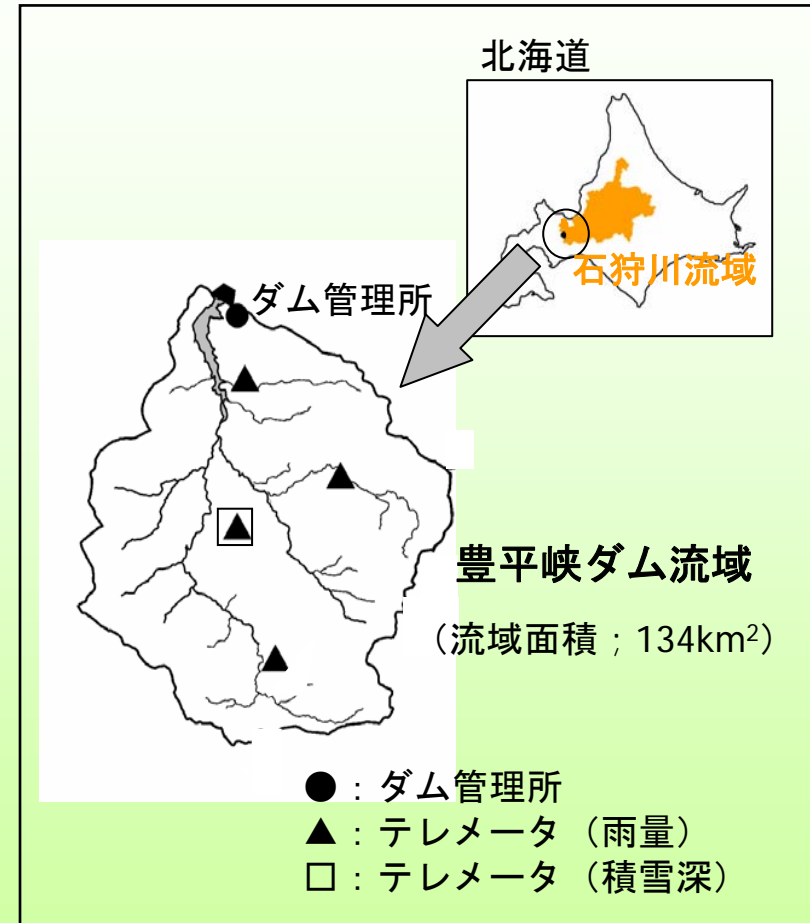 北海道
石狩川流域
ダム管理所
豊平峡ダム流域
（流域面積；134km²）
●：ダム管理所
▲：テレメータ（雨量）
□：テレメータ（積雪深）